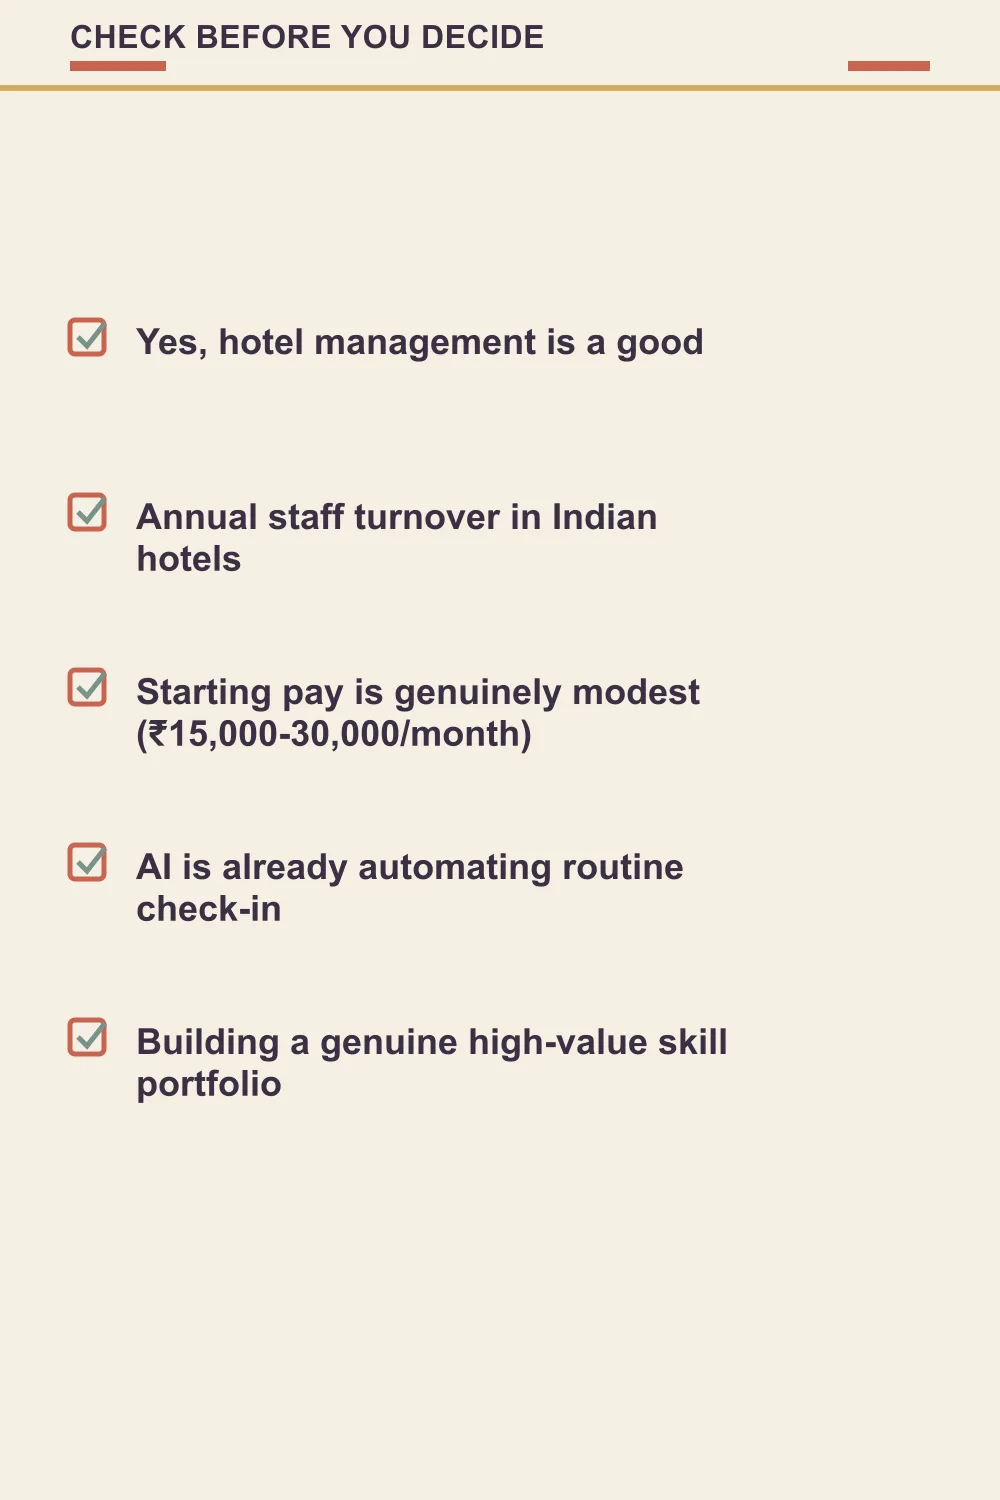 CHECK BEFORE YOU DECIDE
Yes, hotel management is a good
Annual staff turnover in Indian
hotels
Starting pay is genuinely modest
(₹15,000-30,000/month)
AI is already automating routine
check-in
Building a genuine high-value skill
portfolio